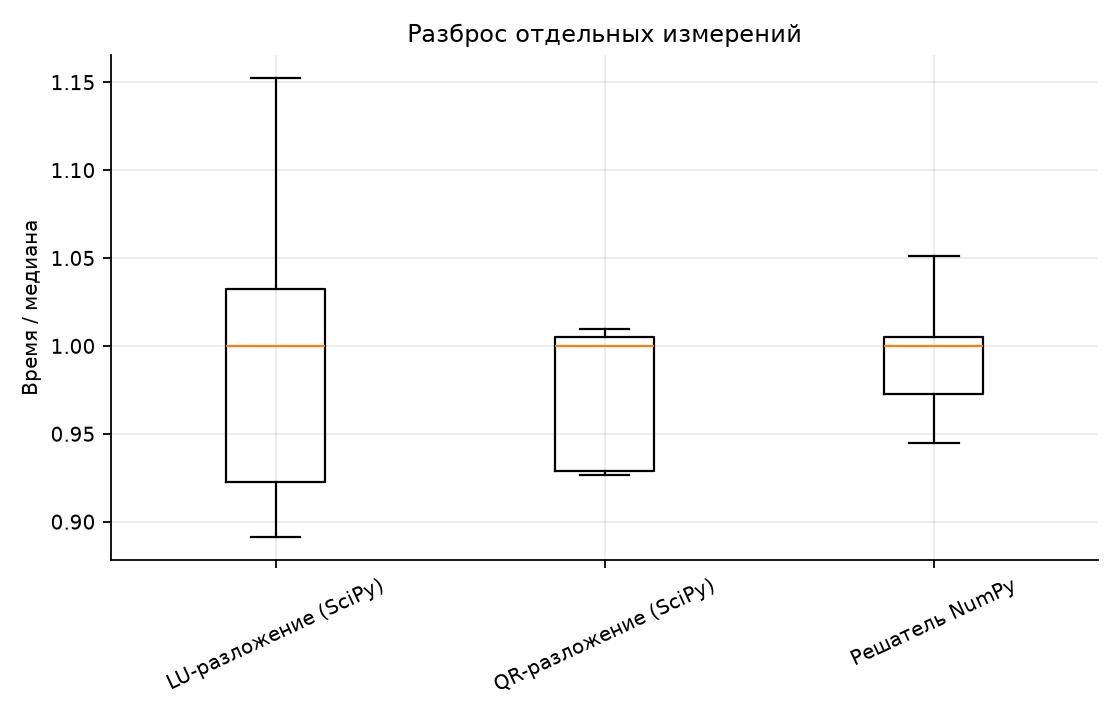 Разброс отдельных измерений
Время / медиана
1.15
1.10
1.05
1.00
0.95
0.90
LU-разложение (SciPy)
QR-разложение (SciPy)
Решатель NumPy